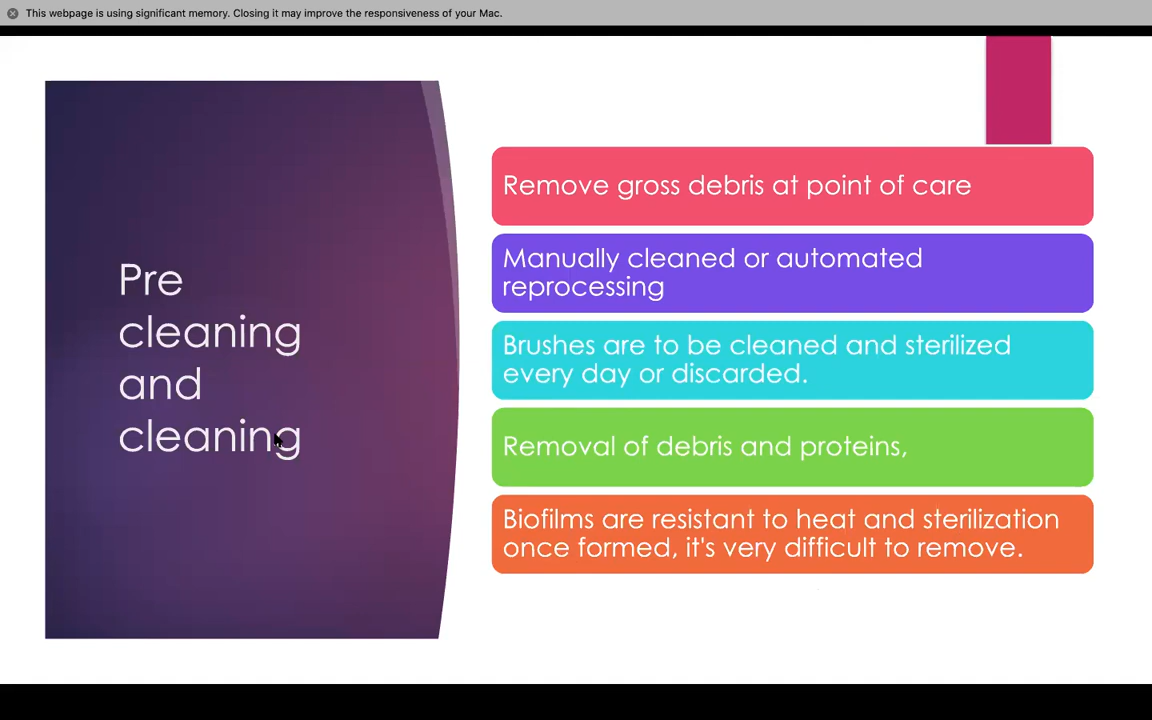 This webpage is using significant memory. Closing it may improve the responsiveness of your Mac.
Pre
cleaning
and
cleaning
Remove gross debris at point of care
Manually cleaned or automated
reprocessing
Brushes are to be cleaned and sterilized
every day or discarded.
Removal of debris and proteins,
Biofilms are resistant to heat and sterilization
once formed, it's very difficult to remove.